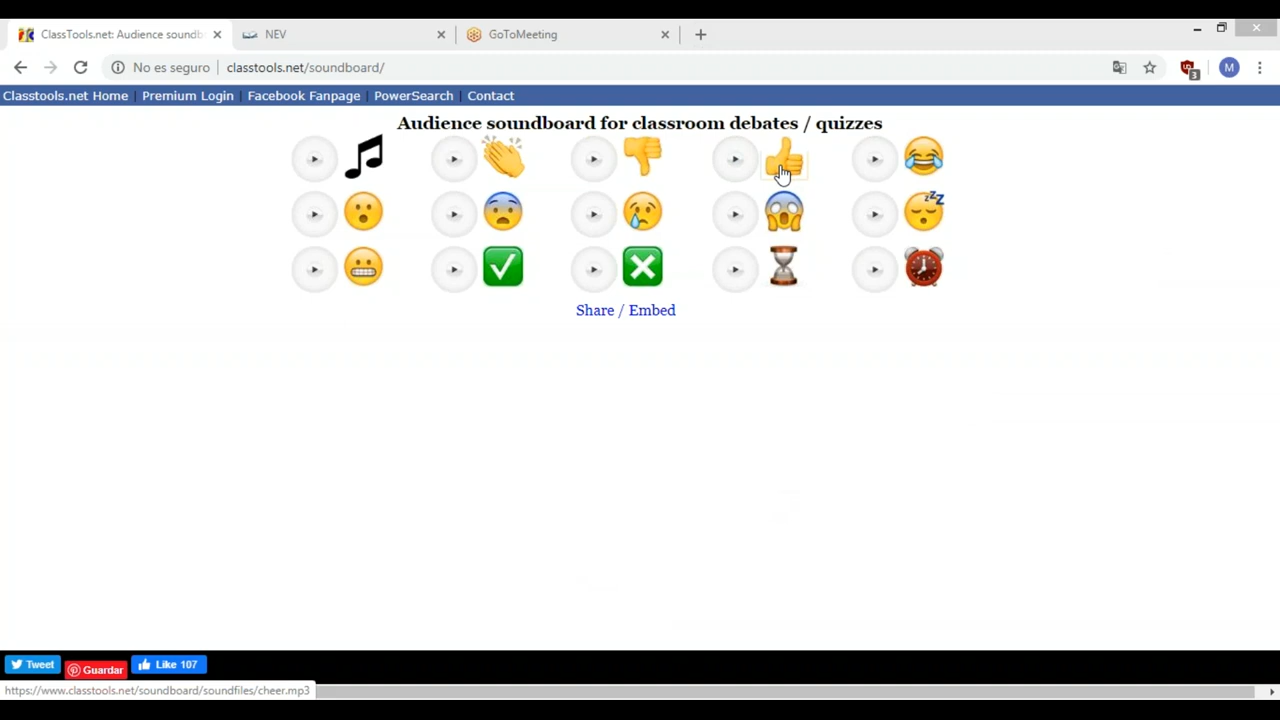 ClassTools.net: Audience soundb
NEV
GoToMeeting
No es seguro
classtools.net/soundboard/
3
M
Classtools.net Home
Premium Login
Facebook Fanpage
PowerSearch
Contact
Audience soundboard for classroom debates / quizzes
Share / Embed
Tweet
Guardar
Like 107
https://www.classtools.net/soundboard/soundfiles/cheer.mp3